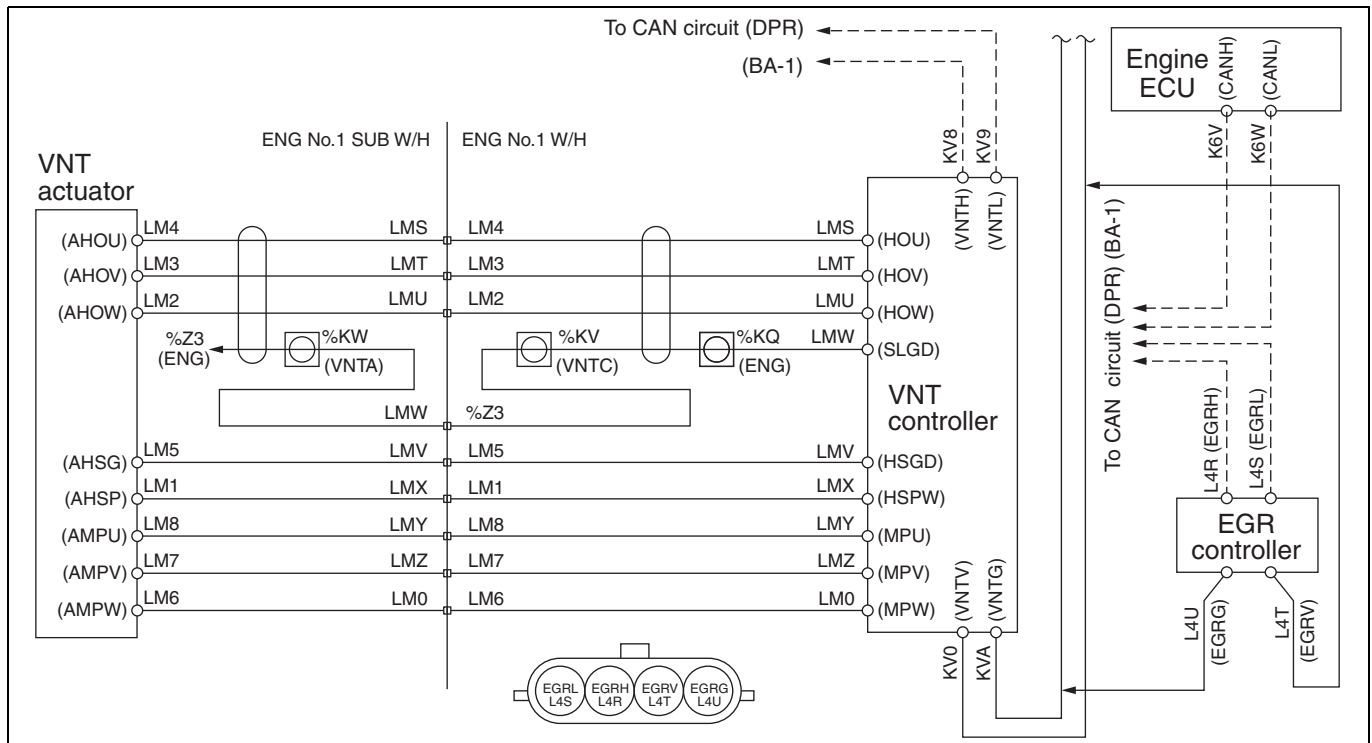 To CAN circuit (DPR)
(BA-1)
Engine
ECU
(CANH)
(CANL)
K6V
K6W
ENG No.1 SUB W/H
ENG No.1 W/H
KV8
KV9
VNT
actuator
(VNTH)
(VNTL)
(AHOU) LM4 LMS LM4 LMS (HOU)
(AHOV) LM3 LMT LM3 LMT (HOV)
(AHOW) LM2 LMU LM2 LMU (HOW)
%Z3
(ENG)
%KW
(VNTA)
%KV
(VNTC)
%KQ
(ENG)
LMW (SLGD)
VNT
controller
LMW %Z3
To CAN circuit (DPR) (BA-1)
(AHSG) LM5 LMV LM5 LMV (HSGD)
(AHSP) LM1 LMX LM1 LMX (HSPW)
(AMPU) LM8 LMY LM8 LMY (MPU)
(AMPV) LM7 LMZ LM7 LMZ (MPV)
(AMPW) LM6 LM0 LM6 LM0 (MPW)
L4R (EGRH)
L4S (EGRL)
EGR
controller
(VNTV)
(VNTG)
KV0
KVA
L4U
(EGRG)
L4T
(EGRV)
EGRL EGRH EGRV EGRG
L4S L4R L4T L4U